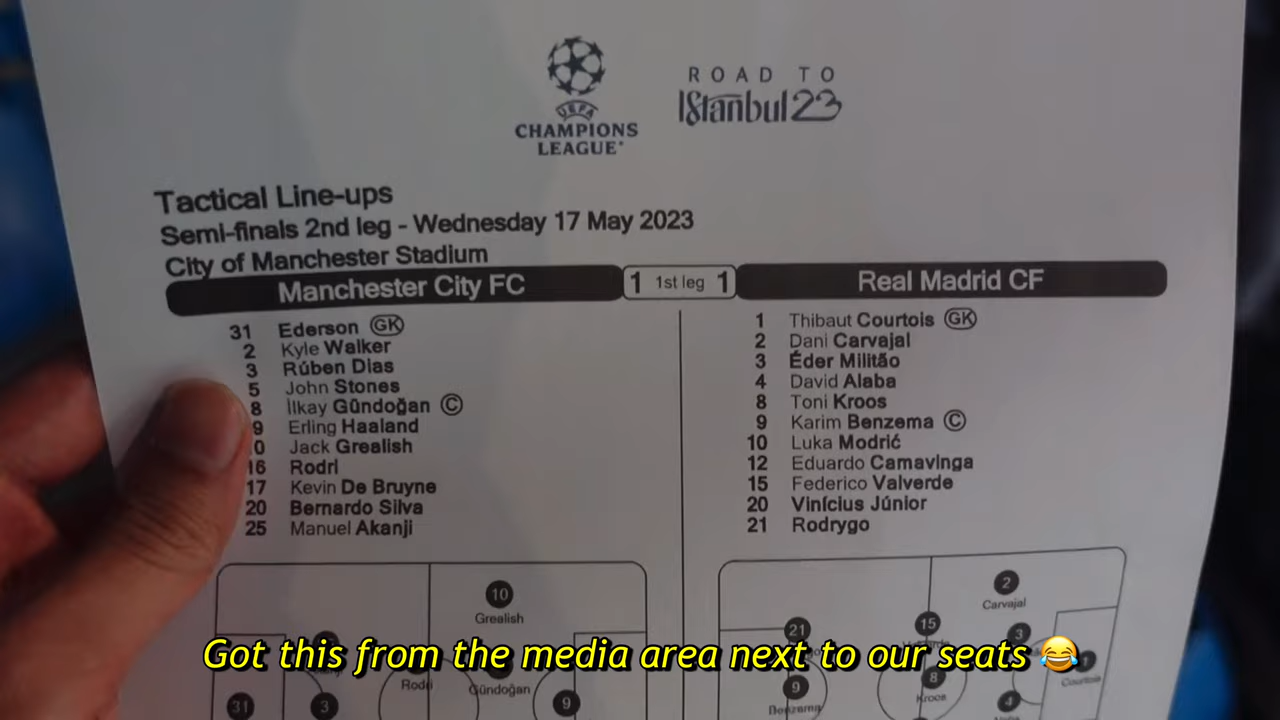 UEFA
CHAMPIONS
LEAGUE
ROAD TO
IStanbul23
Tactical Line-ups
Semi-finals 2nd leg - Wednesday 17 May 2023
City of Manchester Stadium
Manchester City FC 1 1st leg 1 Real Madrid CF
31 Ederson GK
2 Kyle Walker
3 Rúben Dias
5 John Stones
8 İlkay Gündoğan C
9 Erling Haaland
0 Jack Grealish
16 Rodri
17 Kevin De Bruyne
20 Bernardo Silva
25 Manuel Akanji
1 Thibaut Courtois GK
2 Dani Carvajal
3 Éder Militão
4 David Alaba
8 Toni Kroos
9 Karim Benzema C
10 Luka Modrić
12 Eduardo Camavinga
15 Federico Valverde
20 Vinícius Júnior
21 Rodrygo
10
Grealish
Rodri
Gündoğan
31
3
9
2
Carvajal
21
15
3
9
Benzema
8
Kroos
1
Courtois
4
Got this from the media area next to our seats 😂